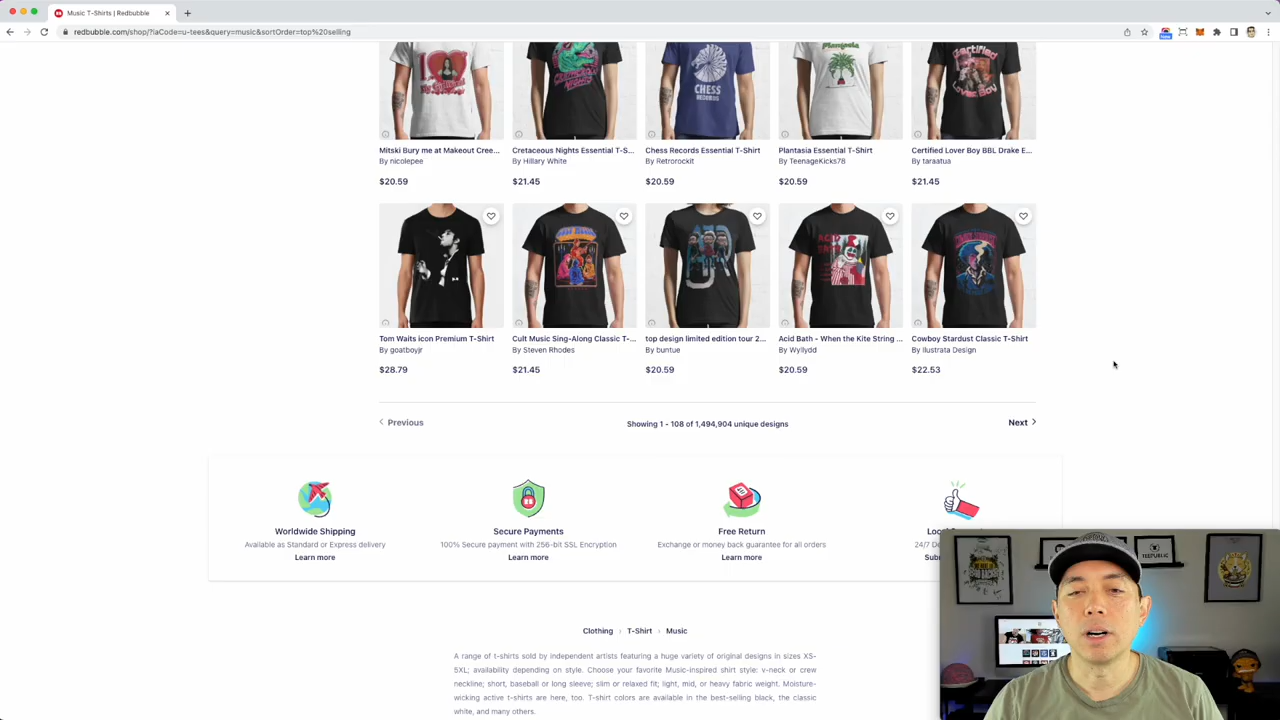 Music T-Shirts | Redbubble
redbubble.com/shop/?iaCode=u-tees&query=music&sortOrder=top%20selling
Plantasia
CHESS
RECORDS
Certified
Mitski Bury me at Makeout Cree...
Cretaceous Nights Essential T-S...
Chess Records Essential T-Shirt
Plantasia Essential T-Shirt
Certified Lover Boy BBL Drake E...
By nicolepee
By Hillary White
By Retrorockit
By TeenageKicks78
By taraatua
$20.59
$21.45
$20.59
$20.59
$21.45
ACID
Tom Waits icon Premium T-Shirt
Cult Music Sing-Along Classic T-...
top design limited edition tour 2...
Acid Bath - When the Kite String ...
Cowboy Stardust Classic T-Shirt
By goatboyjr
By Steven Rhodes
By buntue
By Wyllydd
By Ilustrata Design
$28.79
$21.45
$20.59
$20.59
$22.53
Previous
Showing 1 - 108 of 1,494,904 unique designs
Next
Worldwide Shipping
Secure Payments
Free Return
Available as Standard or Express delivery
100% Secure payment with 256-bit SSL Encryption
Exchange or money back guarantee for all orders
24/7
Learn more
Learn more
Learn more
TEEPUBLIC
Clothing
T-Shirt
Music
A range of t-shirts sold by independent artists featuring a huge variety of original designs in sizes XS-
5XL; availability depending on style. Choose your favorite Music-inspired shirt style: v-neck or crew
neckline; short, baseball or long sleeve; slim or relaxed fit; light, mid, or heavy fabric weight. Moisture-
wicking active t-shirts are here, too. T-shirt colors are available in the best-selling black, the classic
white, and many others.